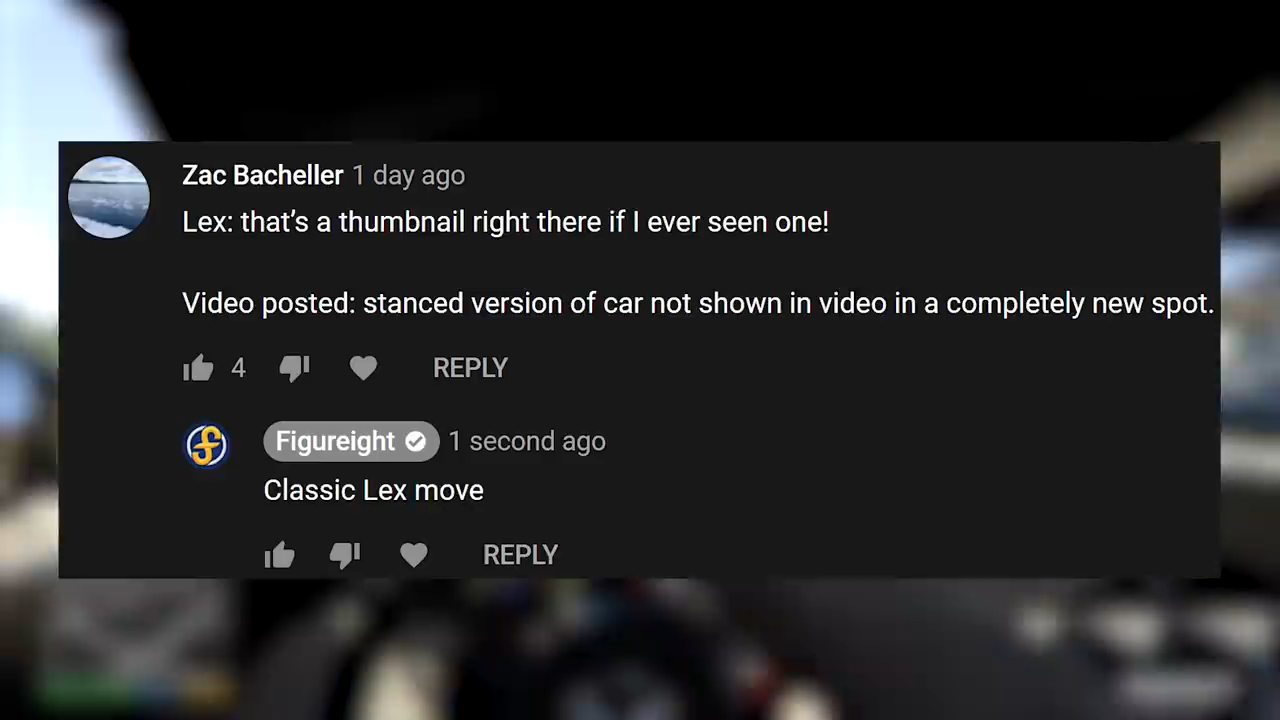 Zac Bacheller 1 day ago
Lex: that's a thumbnail right there if I ever seen one!
Video posted: stanced version of car not shown in video in a completely new spot.
4 REPLY
Figureight 1 second ago
Classic Lex move
REPLY